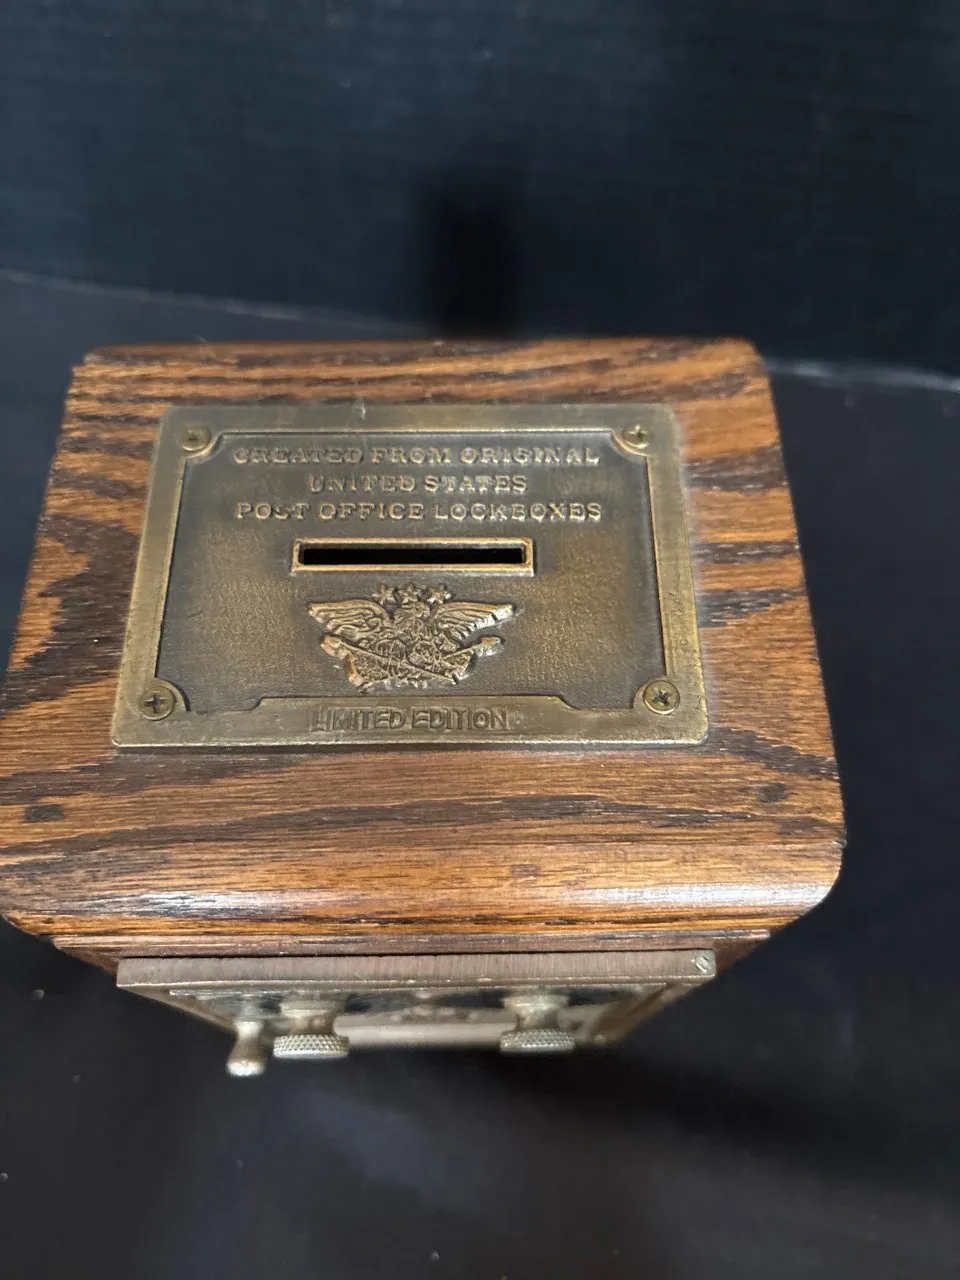 CREATED FROM ORIGINAL
UNITED STATES
POST OFFICE LOCKBOXES
LIMITED EDITION